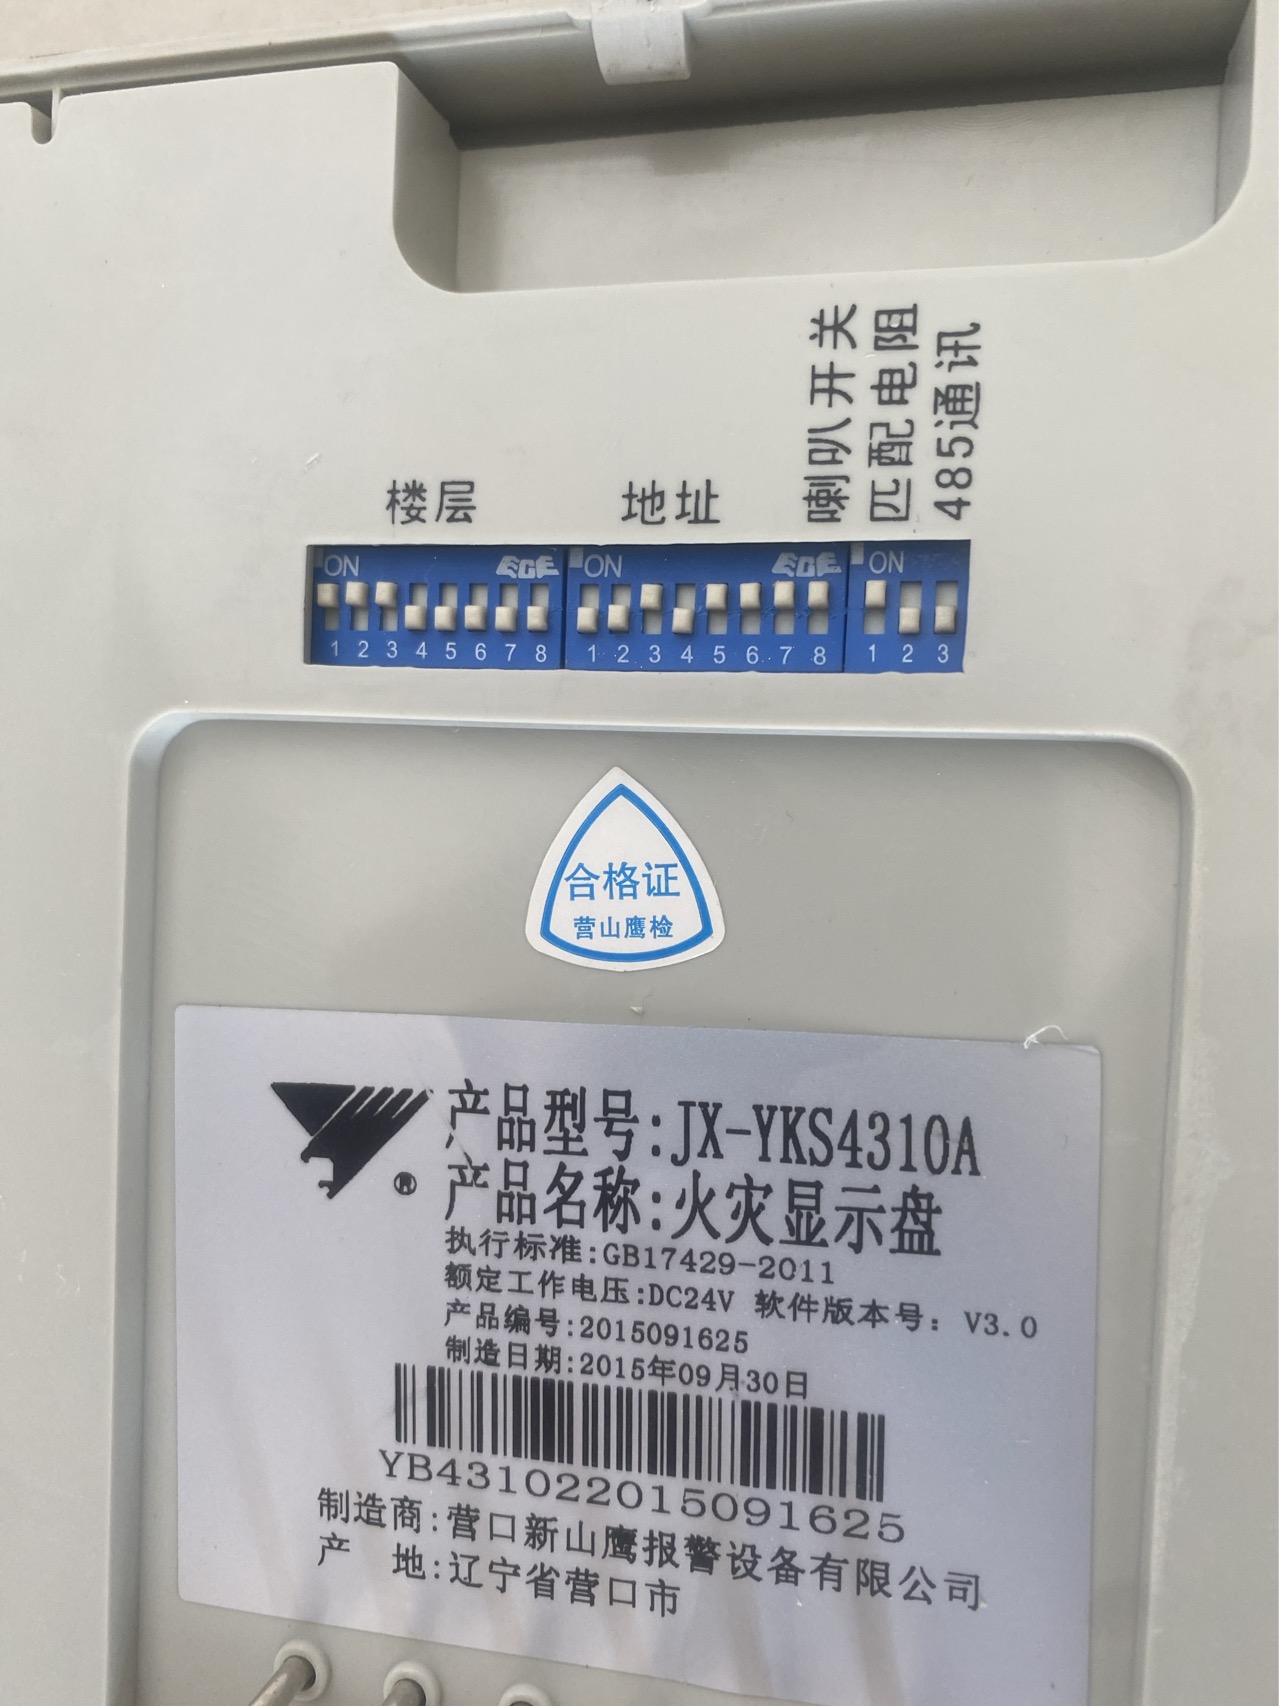 喇叭开关
匹配电阻
485通讯
楼层
地址
ON ECE
1 2 3 4 5 6 7 8
ON ECE
1 2 3 4 5 6 7 8
ON
1 2 3
合格证
营山鹰检
产品型号:JX-YKS4310A
®
产品名称:火灾显示盘
执行标准:GB17429-2011
额定工作电压:DC24V 软件版本号: V3.0
产品编号:2015091625
制造日期:2015年09月30日
YB431022015091625
制造商:营口新山鹰报警设备有限公司
产 地:辽宁省营口市